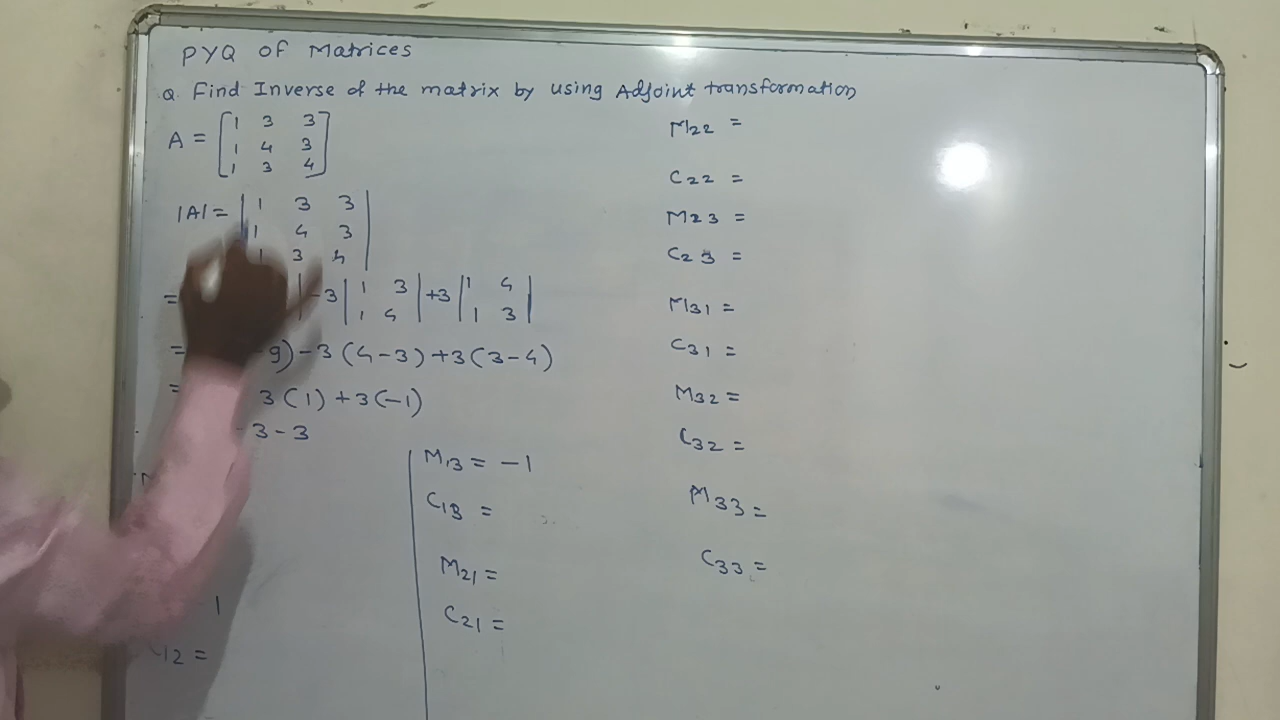 PYQ of Matrices
Q. Find Inverse of the matrix by using Adjoint transformation
A = [1 3 3
1 4 3
1 3 4]
|A| = |1 3 3
1 4 3
1 3 4|
= | -3 |1 3 | +3 |1 4 |
1 4 1 3
= -9) -3 (4-3) +3 (3-4)
= 3(1) +3(-1)
-3-3
1
12 =
M13 = -1
C13 =
M21 =
C21 =
M22 =
C22 =
M23 =
C23 =
M31 =
C31 =
M32 =
C32 =
M33 =
C33 =